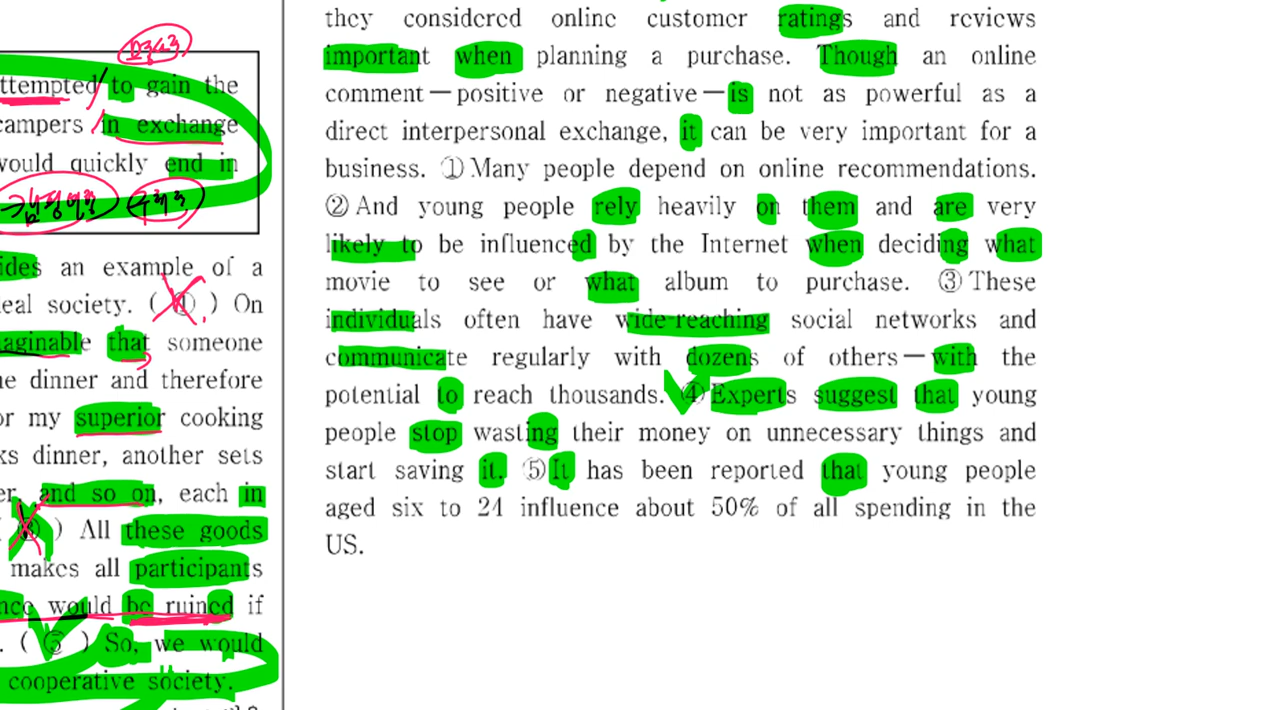 ttempted to gain the
campers in exchange
would quickly end in
ides an example of a
leal society. ( ① ) On
aginable that someone
ne dinner and therefore
or my superior cooking
ks dinner, another sets
er, and so on, each in
) All these goods
makes all participants
nce would be ruined if
. ( ⑤ ) So, we would
cooperative society.
they considered online customer ratings and reviews
important when planning a purchase. Though an online
comment—positive or negative—is not as powerful as a
direct interpersonal exchange, it can be very important for a
business. ① Many people depend on online recommendations.
② And young people rely heavily on them and are very
likely to be influenced by the Internet when deciding what
movie to see or what album to purchase. ③ These
individuals often have wide-reaching social networks and
communicate regularly with dozens of others—with the
potential to reach thousands. ④ Experts suggest that young
people stop wasting their money on unnecessary things and
start saving it. ⑤ It has been reported that young people
aged six to 24 influence about 50% of all spending in the
US.